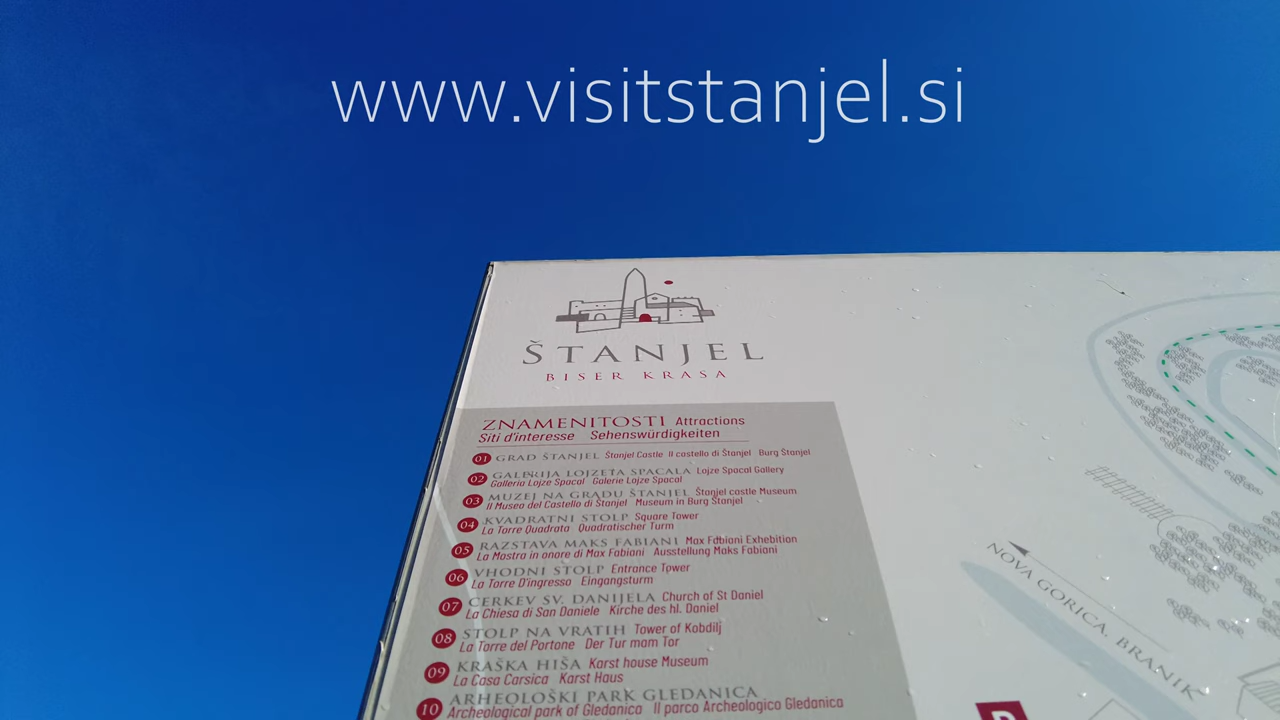 www.visitstanjel.si
ŠTANJEL
BISER KRASA
ZNAMENITOSTI Attractions
Siti d'interesse Sehenswürdigkeiten
01 GRAD ŠTANJEL Štanjel Castle Il castello di Štanjel Burg Štanjel
02 GALERIJA LOJZETA SPACALA Lojze Spacal Gallery
Galleria Lojze Spacal Galerie Lojze Spacal
03 MUZEJ NA GRADU ŠTANJEL Štanjel castle Museum
Il Museo del Castello di Štanjel Museum in Burg Štanjel
04 KVADRATNI STOLP Square Tower
La Torre Quadrata Quadratischer Turm
05 RAZSTAVA MAKS FABIANI Max Fabiani Exhebition
La Mostra in onore di Max Fabiani Ausstellung Maks Fabiani
06 VHODNI STOLP Entrance Tower
La Torre D'ingresso Eingangsturm
07 CERKEV SV. DANIJELA Church of St Daniel
La Chiesa di San Daniele Kirche des hl. Daniel
08 STOLP NA VRATIH Tower of Kobdilj
La Torre del Portone Der Tur mam Tor
09 KRAŠKA HIŠA Karst house Museum
La Casa Carsica Karst Haus
10 ARHEOLOŠKI PARK GLEDANICA
Archeological park of Gledanica Il parco Archeologico Gledanica
NOVA GORICA, BRANIK
P